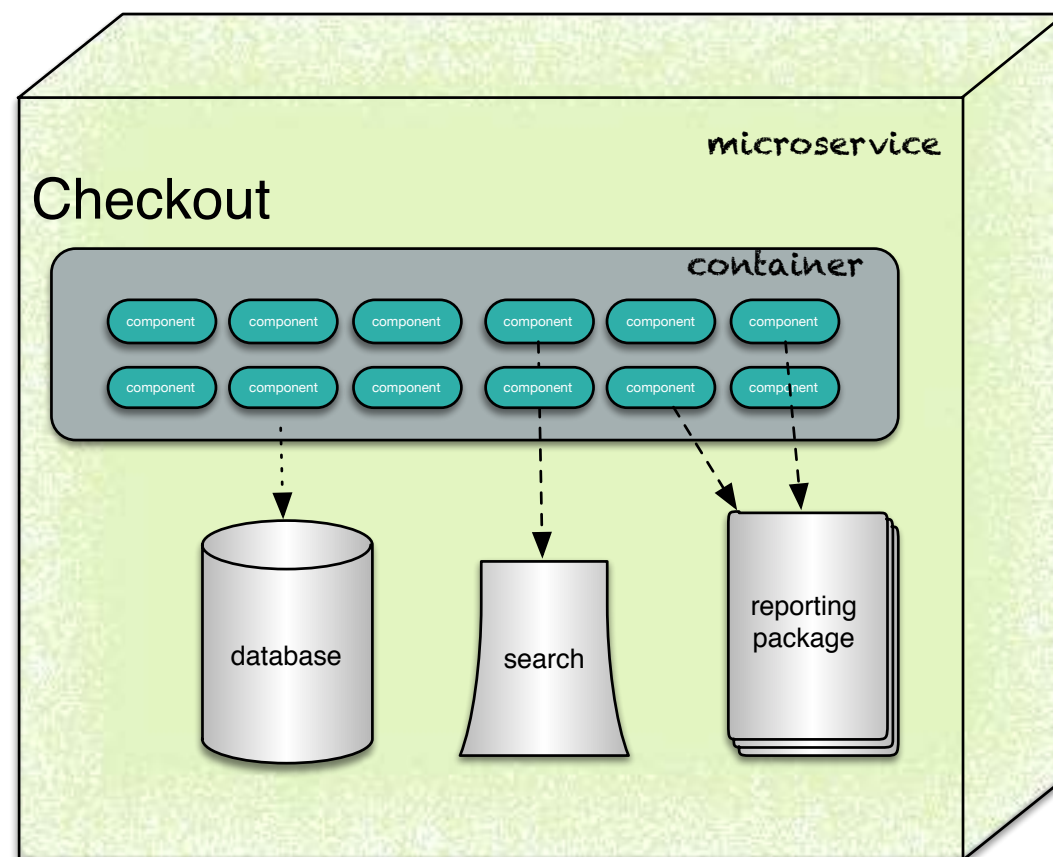 microservice
Checkout
container
component component component component component component
component component component component component component
database
search
reporting
package